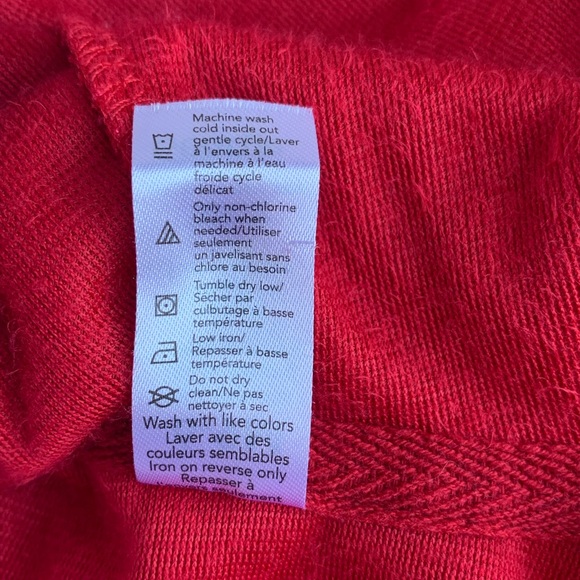 Machine wash
cold inside out
gentle cycle/Laver
à l'envers à la
machine à l'eau
froide cycle
délicat
Only non-chlorine
bleach when
needed/Utiliser
seulement
un javelisant sans
chlore au besoin
Tumble dry low/
Sécher par
culbutage à basse
température
Low iron/
Repasser à basse
température
Do not dry
clean/Ne pas
nettoyer à sec
Wash with like colors
Laver avec des
couleurs semblables
Iron on reverse only
Repasser à
l'envers seulement